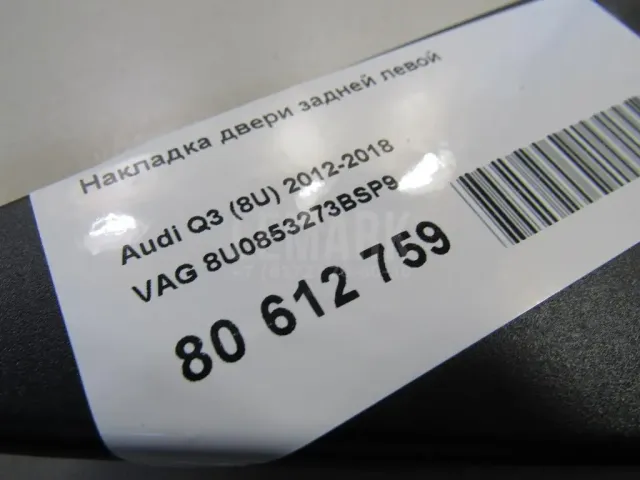 Накладка двери задней левой
Audi Q3 (8U) 2012-2018
VAG 8U0853273BSP9
80 612 759